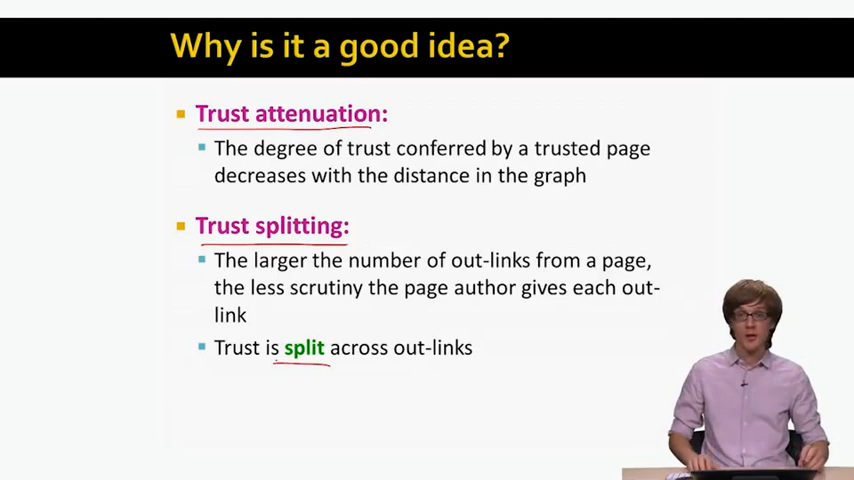 Why is it a good idea?
Trust attenuation:
The degree of trust conferred by a trusted page
decreases with the distance in the graph
Trust splitting:
The larger the number of out-links from a page,
the less scrutiny the page author gives each out-
link
Trust is split across out-links